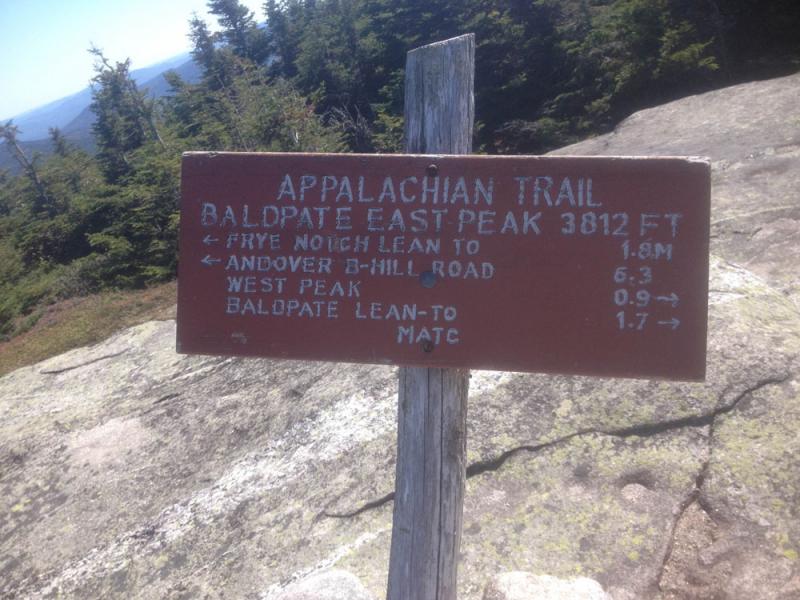 APPALACHIAN TRAIL
BALDPATE EAST PEAK 3812 FT
← FRYE NOTCH LEAN TO 1.8M
← ANDOVER B-HILL ROAD 6.3
WEST PEAK 0.9→
BALDPATE LEAN-TO 1.7→
MATC